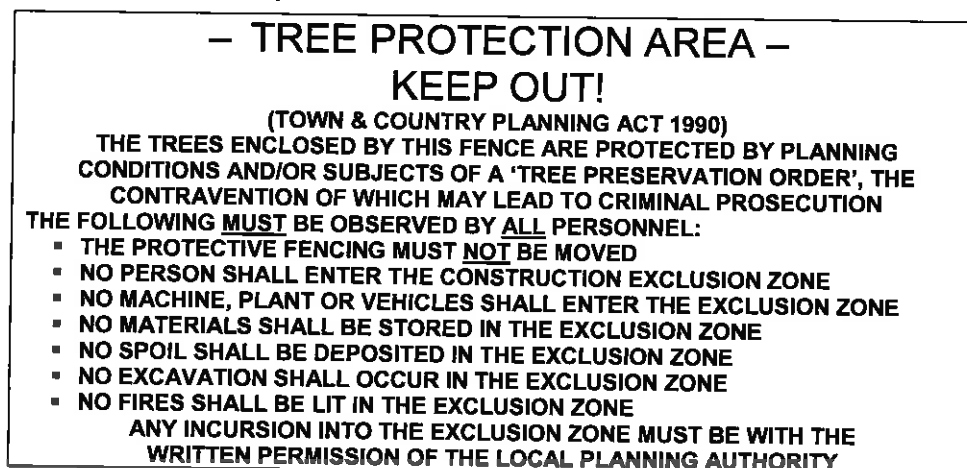 – TREE PROTECTION AREA –
KEEP OUT!
(TOWN & COUNTRY PLANNING ACT 1990)
THE TREES ENCLOSED BY THIS FENCE ARE PROTECTED BY PLANNING
CONDITIONS AND/OR SUBJECTS OF A 'TREE PRESERVATION ORDER', THE
CONTRAVENTION OF WHICH MAY LEAD TO CRIMINAL PROSECUTION
THE FOLLOWING MUST BE OBSERVED BY ALL PERSONNEL:
▪ THE PROTECTIVE FENCING MUST NOT BE MOVED
▪ NO PERSON SHALL ENTER THE CONSTRUCTION EXCLUSION ZONE
▪ NO MACHINE, PLANT OR VEHICLES SHALL ENTER THE EXCLUSION ZONE
▪ NO MATERIALS SHALL BE STORED IN THE EXCLUSION ZONE
▪ NO SPOIL SHALL BE DEPOSITED IN THE EXCLUSION ZONE
▪ NO EXCAVATION SHALL OCCUR IN THE EXCLUSION ZONE
▪ NO FIRES SHALL BE LIT IN THE EXCLUSION ZONE
ANY INCURSION INTO THE EXCLUSION ZONE MUST BE WITH THE
WRITTEN PERMISSION OF THE LOCAL PLANNING AUTHORITY